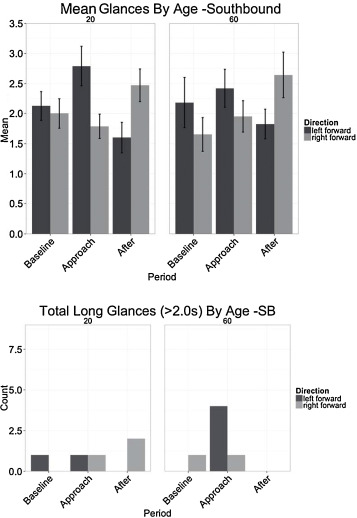 Mean Glances By Age -Southbound
20 60
3.5
3.0
2.5
2.0
1.5
1.0
0.5
0.0
Mean
Baseline Approach After Baseline Approach After
Period
Direction
left forward
right forward
Total Long Glances (>2.0s) By Age -SB
20 60
7.5
5.0
2.5
0.0
Count
Baseline Approach After Baseline Approach After
Period
Direction
left forward
right forward